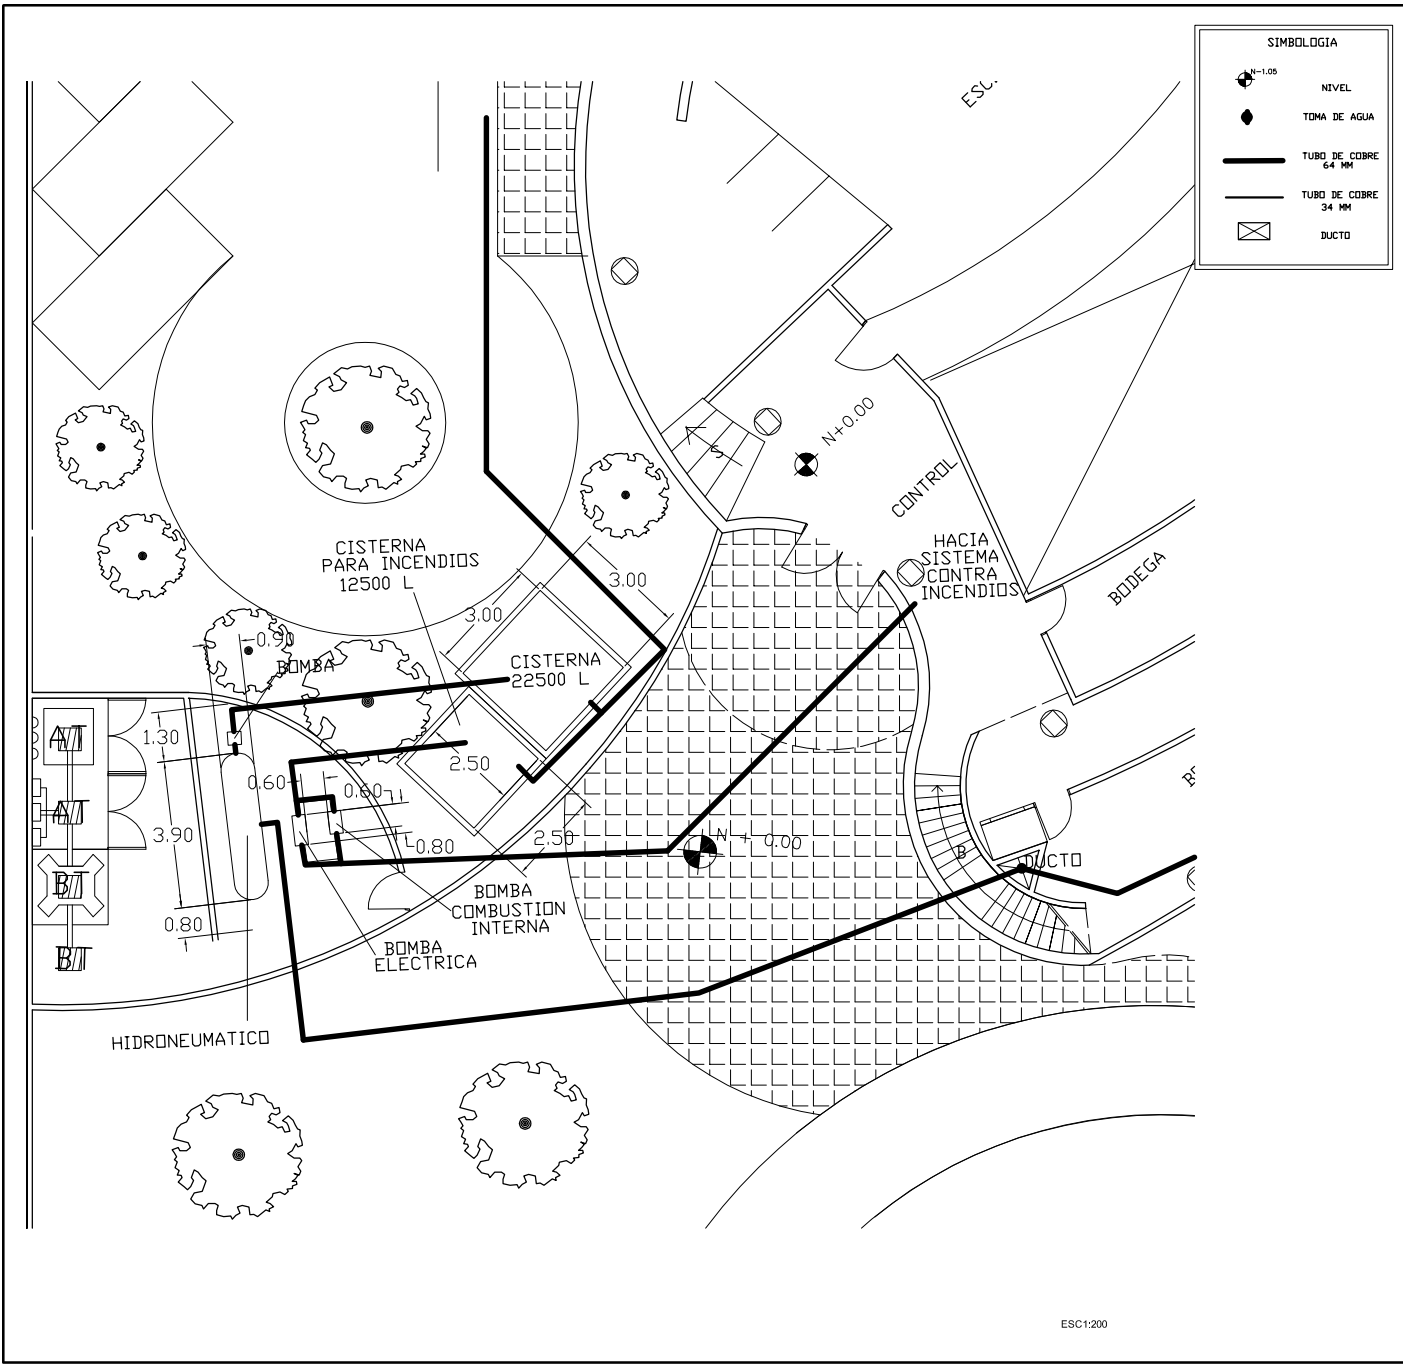 SIMBOLOGIA
N-1.05
NIVEL
TOMA DE AGUA
TUBO DE COBRE
64 MM
TUBO DE COBRE
34 MM
DUCTO
ESC.
N+0.00
S
CONTROL
HACIA
SISTEMA
CONTRA
INCENDIOS
BODEGA
CISTERNA
PARA INCENDIOS
12500 L
3.00
3.00
0.90
BOMBA
CISTERNA
22500 L
AT
1.30
2.50
0.60
0.60
AT
3.90
0.80
2.50
N + 0.00
B
DUCTO
BT
BOMBA
COMBUSTION
INTERNA
0.80
BOMBA
ELECTRICA
BT
HIDRONEUMATICO
ESC1:200